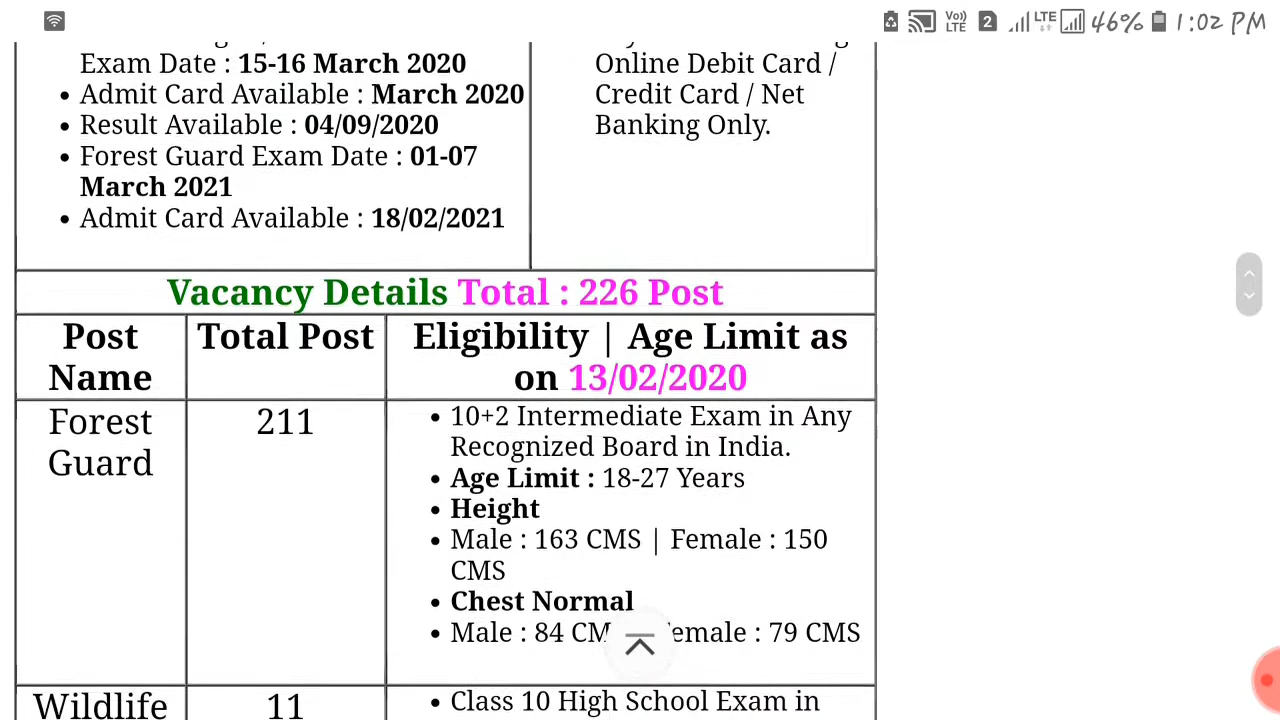 Vo)) LTE 2 LTE 46% 1:02 PM
Exam Date : 15-16 March 2020
• Admit Card Available : March 2020
• Result Available : 04/09/2020
• Forest Guard Exam Date : 01-07
March 2021
• Admit Card Available : 18/02/2021
Online Debit Card /
Credit Card / Net
Banking Only.
Vacancy Details Total : 226 Post
Post
Name
Total Post
Eligibility | Age Limit as
on 13/02/2020
Forest
Guard
211
• 10+2 Intermediate Exam in Any
Recognized Board in India.
• Age Limit : 18-27 Years
• Height
• Male : 163 CMS | Female : 150
CMS
• Chest Normal
• Male : 84 CM emale : 79 CMS
Wildlife
11
• Class 10 High School Exam in